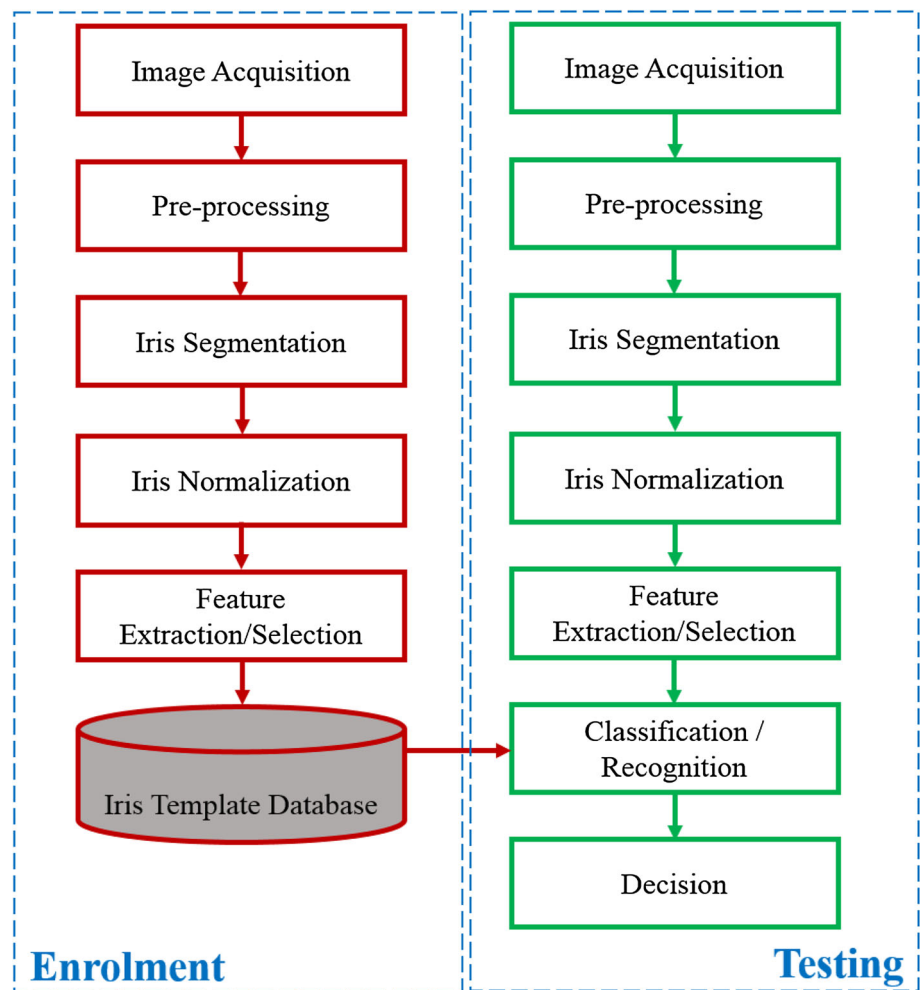 Image Acquisition
Pre-processing
Iris Segmentation
Iris Normalization
Feature
Extraction/Selection
Iris Template Database
Enrolment
Image Acquisition
Pre-processing
Iris Segmentation
Iris Normalization
Feature
Extraction/Selection
Classification /
Recognition
Decision
Testing